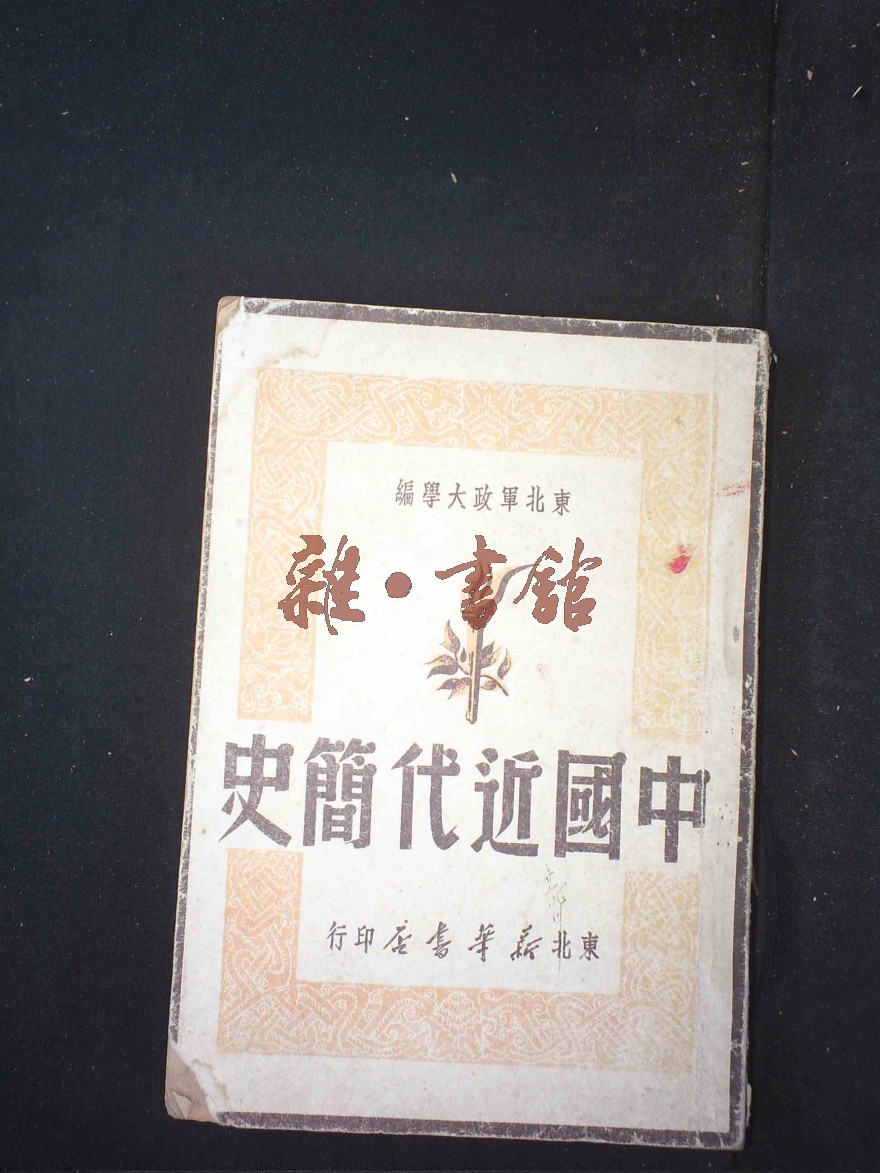 東北軍政大學編
雜·書館
中國近代簡史
東北新華書店印行